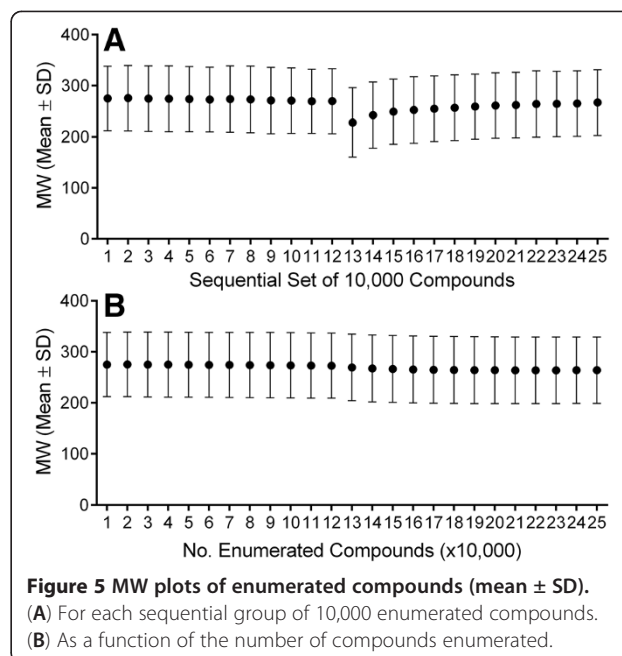 A
400
300
200
100
0
MW (Mean ± SD)
1 2 3 4 5 6 7 8 9 10 11 12 13 14 15 16 17 18 19 20 21 22 23 24 25
Sequential Set of 10,000 Compounds
B
400
300
200
100
0
MW (Mean ± SD)
1 2 3 4 5 6 7 8 9 10 11 12 13 14 15 16 17 18 19 20 21 22 23 24 25
No. Enumerated Compounds (x10,000)
Figure 5 MW plots of enumerated compounds (mean ± SD).
(A) For each sequential group of 10,000 enumerated compounds.
(B) As a function of the number of compounds enumerated.